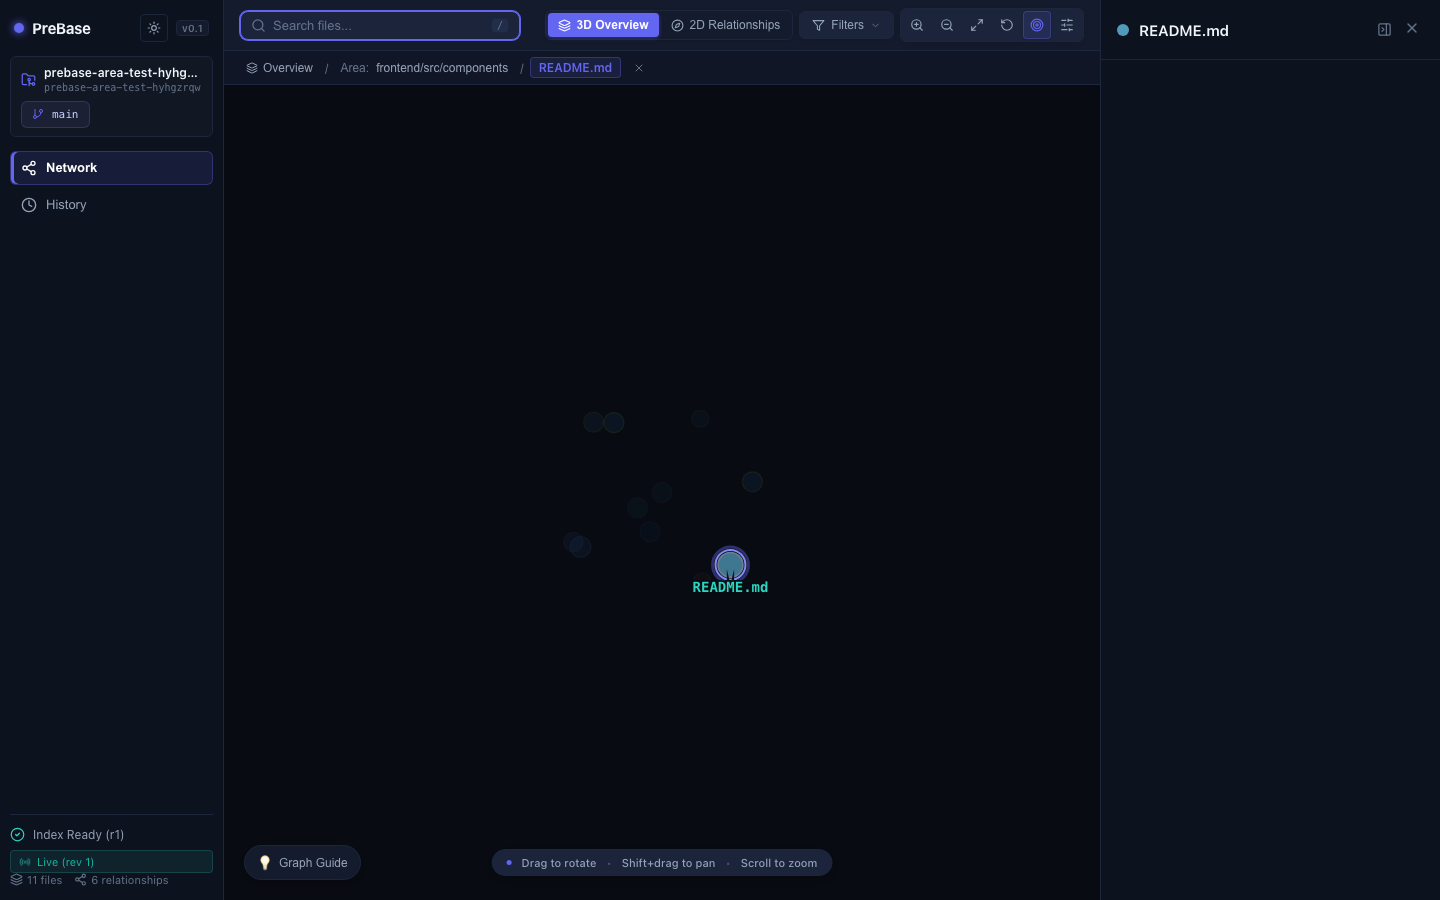 PreBase
v0.1
prebase-area-test-hyhg...
prebase-area-test-hyhgzrqw
main
Network
History
Index Ready (r1)
Live (rev 1)
11 files
6 relationships
Search files...
/
3D Overview
2D Relationships
Filters
Overview / Area: frontend/src/components / README.md
README.md
Graph Guide
Drag to rotate · Shift+drag to pan · Scroll to zoom
README.md